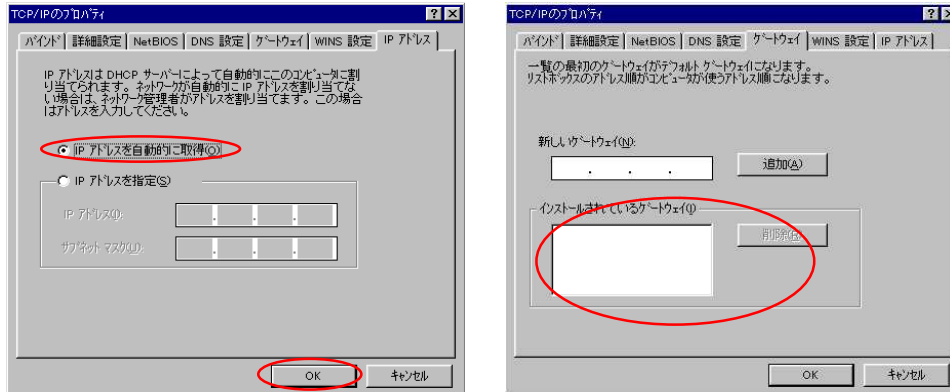 TCP/IPのプロパティ
バインド 詳細設定 NetBIOS DNS 設定 ゲートウェイ WINS 設定 IP アドレス
IP アドレスは DHCP サーバーによって自動的にこのコンピュータに割
り当てられます。ネットワークが自動的に IP アドレスを割り当てな
い場合は、ネットワーク管理者がアドレスを割り当てます。この場合
はアドレスを入力してください。
IP アドレスを自動的に取得(O)
IP アドレスを指定(S)
IP アドレス(I):
サブネット マスク(U):
OK キャンセル
TCP/IPのプロパティ
バインド 詳細設定 NetBIOS DNS 設定 ゲートウェイ WINS 設定 IP アドレス
一覧の最初のゲートウェイがデフォルト ゲートウェイになります。
リストボックスのアドレス順がコンピュータが使うアドレス順になります。
新しいゲートウェイ(N):
. . . 追加(A)
インストールされているゲートウェイ(I)
削除(R)
OK キャンセル